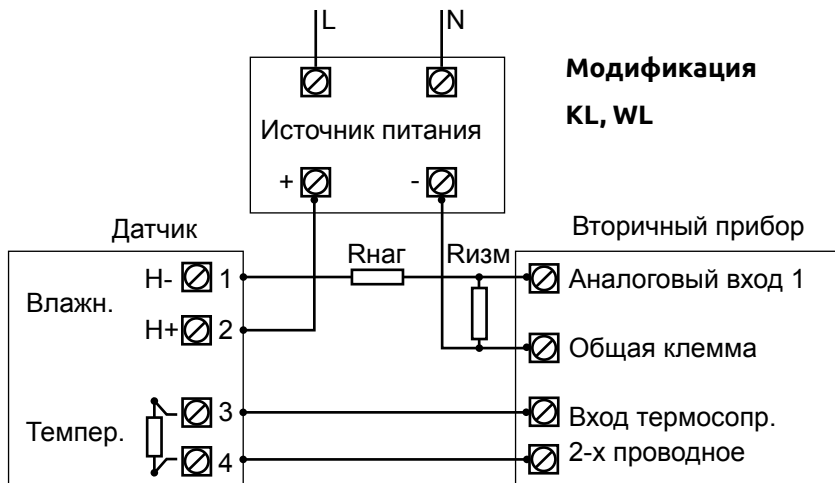 L N
Модификация
KL, WL
Источник питания
+ -
Датчик
Вторичный прибор
Rнаг Rизм
H- 1
Аналоговый вход 1
Влажн.
H+ 2
Общая клемма
3
Вход термосопр.
Темпер.
4
2-х проводное